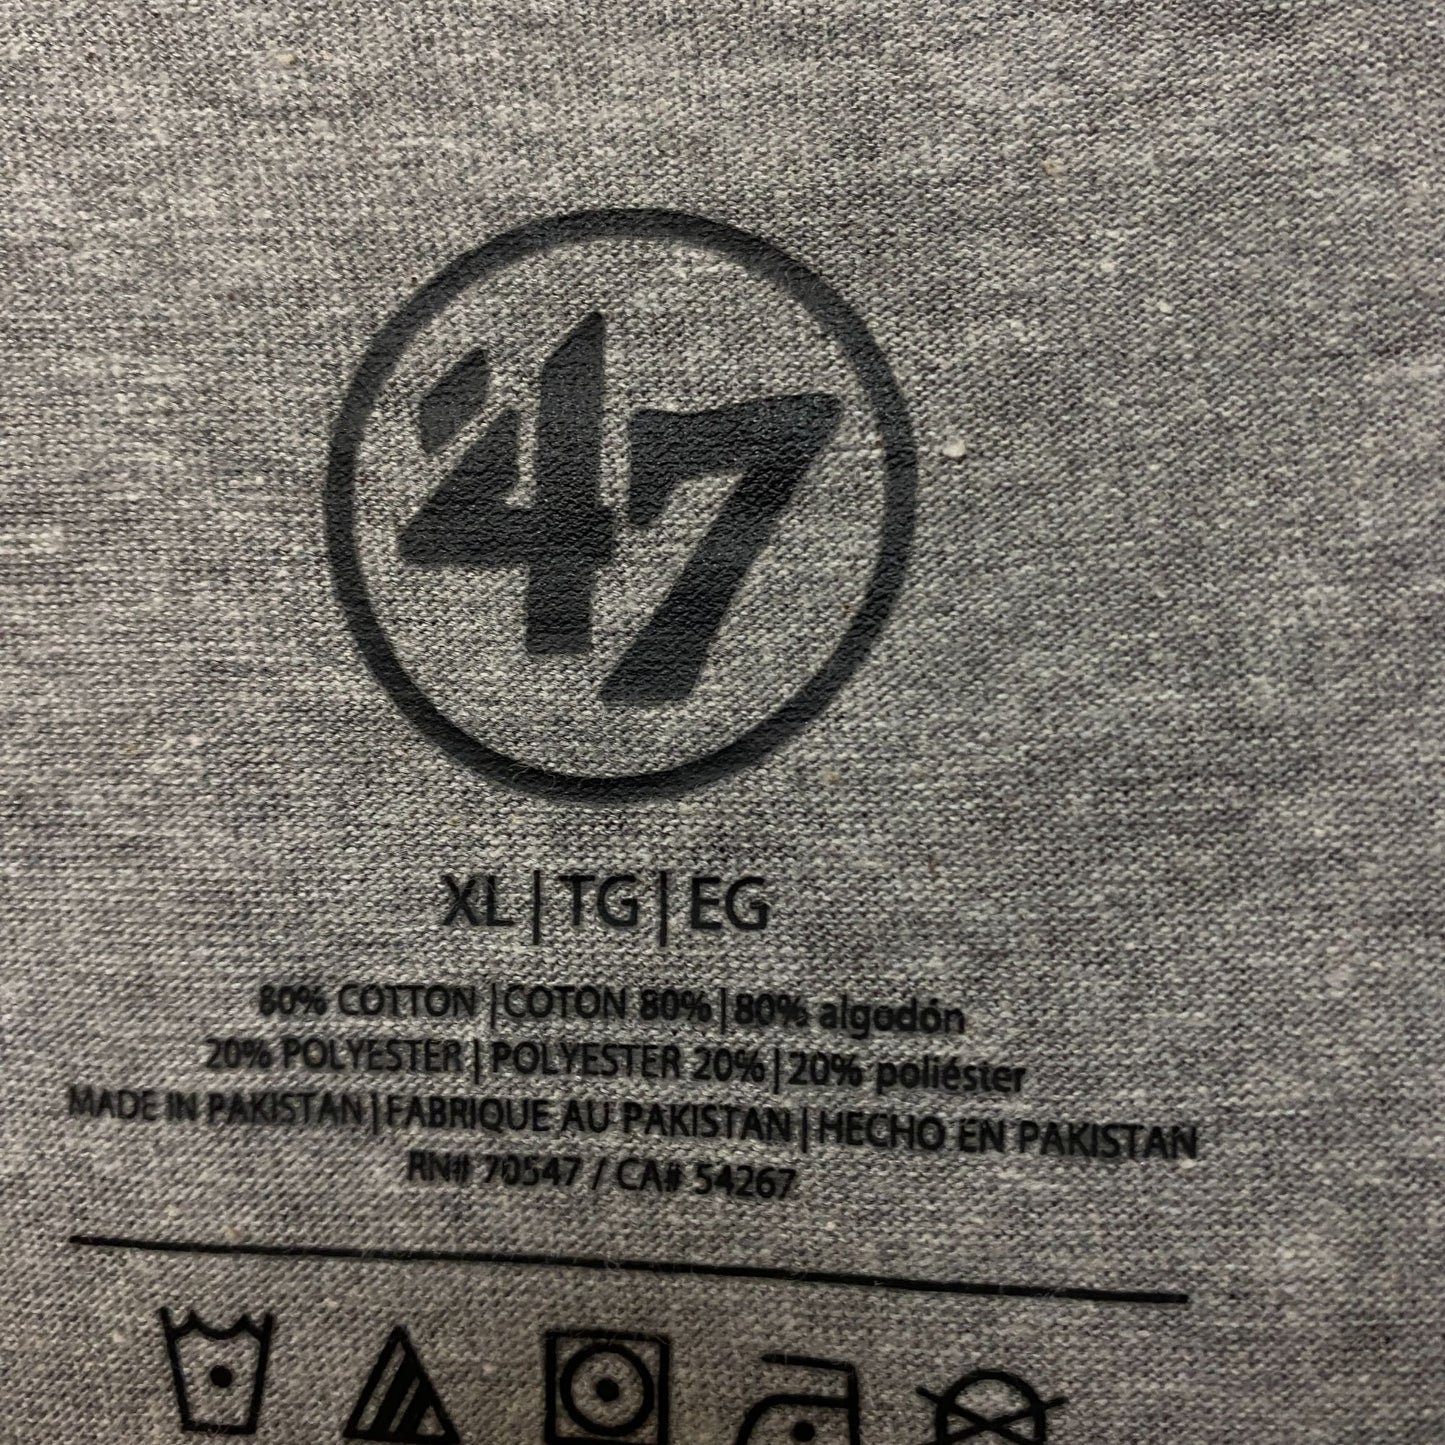 47
XL | TG | EG
80% COTTON | COTON 80% | 80% algodón
20% POLYESTER | POLYESTER 20% | 20% poliéster
MADE IN PAKISTAN | FABRIQUE AU PAKISTAN | HECHO EN PAKISTAN
RN# 70547 / CA# 54267